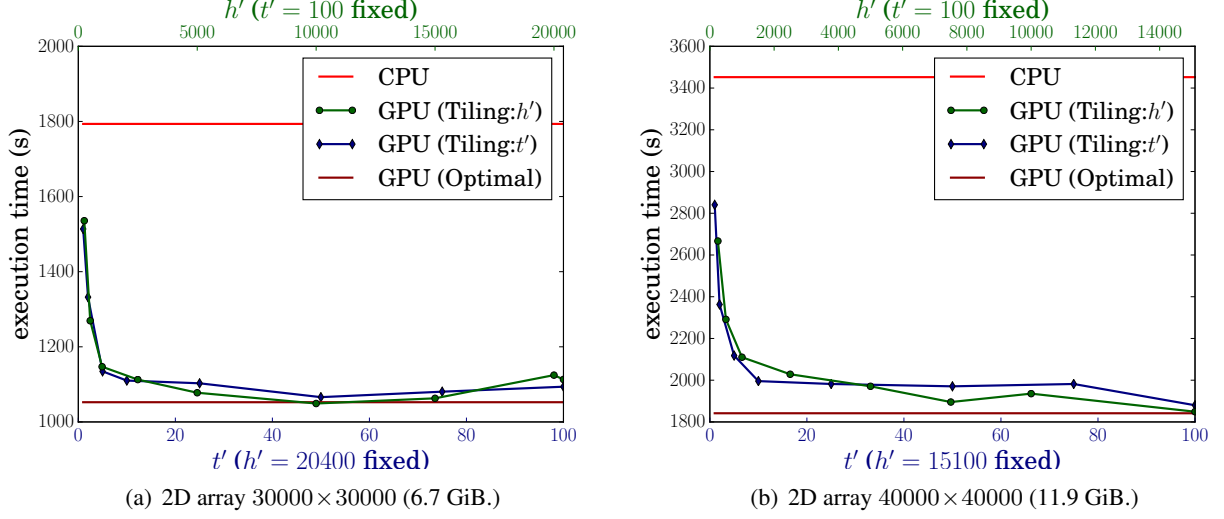 h′ (t′ = 100 fixed)
0 5000 10000 15000 20000
2000
1800
1600
1400
1200
1000
execution time (s)
CPU
GPU (Tiling:h′)
GPU (Tiling:t′)
GPU (Optimal)
0 20 40 60 80 100
t′ (h′ = 20400 fixed)
(a) 2D array 30000×30000 (6.7 GiB.)
h′ (t′ = 100 fixed)
0 2000 4000 6000 8000 10000 12000 14000
3600
3400
3200
3000
2800
2600
2400
2200
2000
1800
execution time (s)
CPU
GPU (Tiling:h′)
GPU (Tiling:t′)
GPU (Optimal)
0 20 40 60 80 100
t′ (h′ = 15100 fixed)
(b) 2D array 40000×40000 (11.9 GiB.)